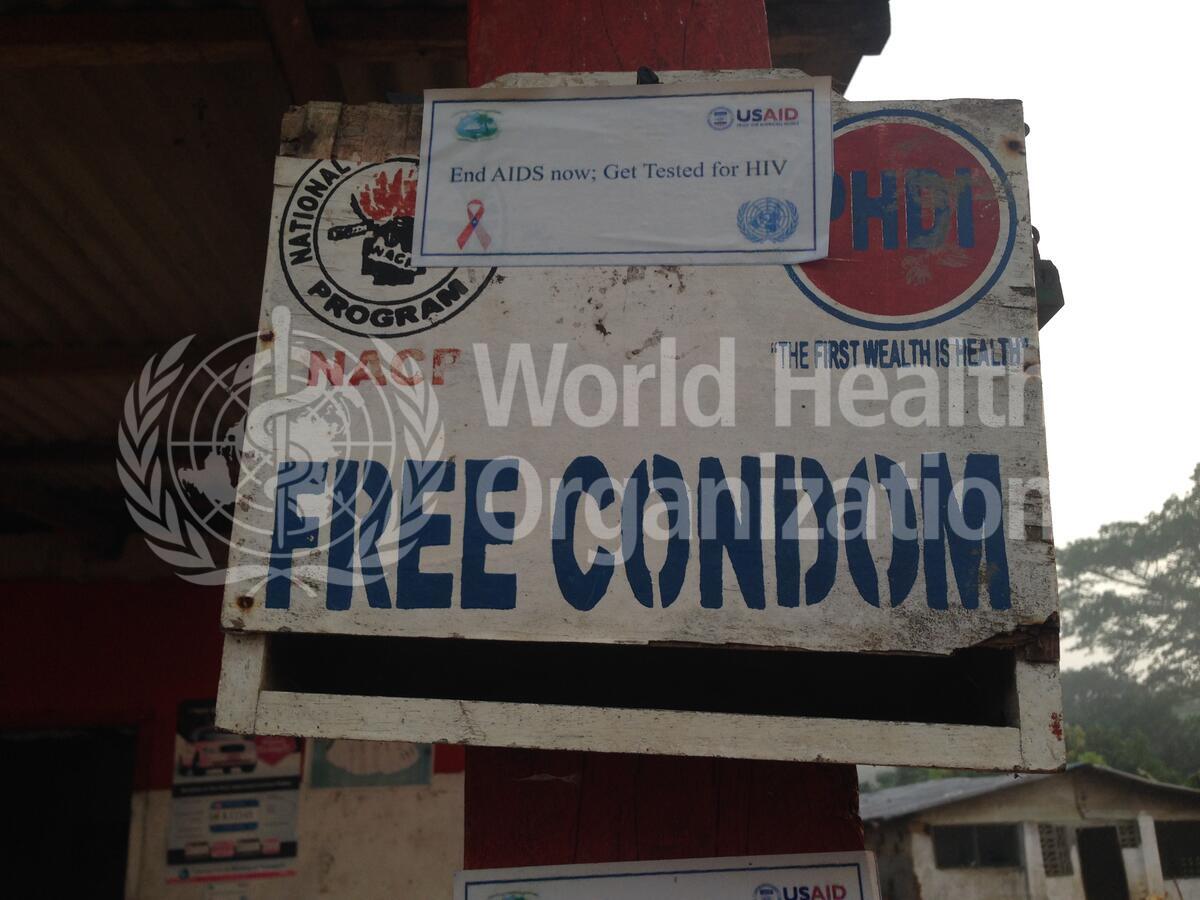 USAID
End AIDS now; Get Tested for HIV
NATIONAL
NACP
PROGRAM
PHDI
NACP
"THE FIRST WEALTH IS HEALTH"
World Health
Organization
FREE CONDOM
USAID